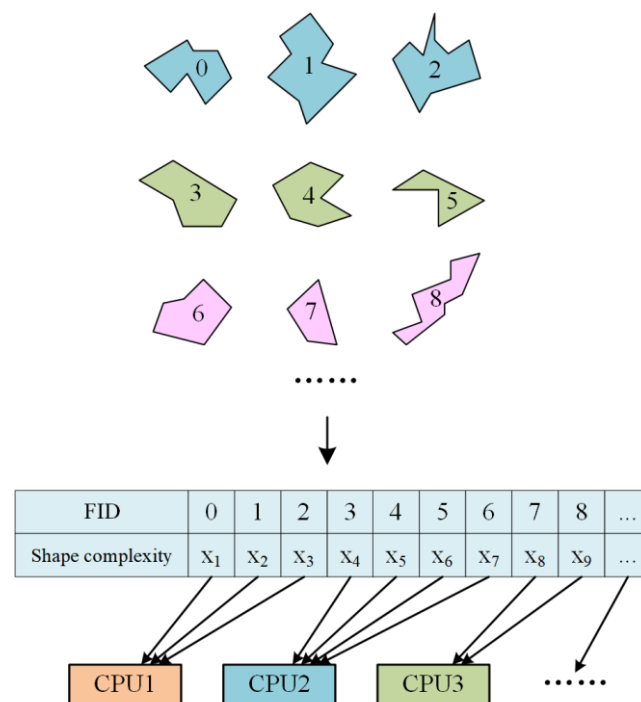 0 1 2
3 4 5
6 7 8
......
FID 0 1 2 3 4 5 6 7 8 ...
Shape complexity X₁ X₂ X₃ X₄ X₅ X₆ X₇ X₈ X₉ ...
CPU1 CPU2 CPU3 ......